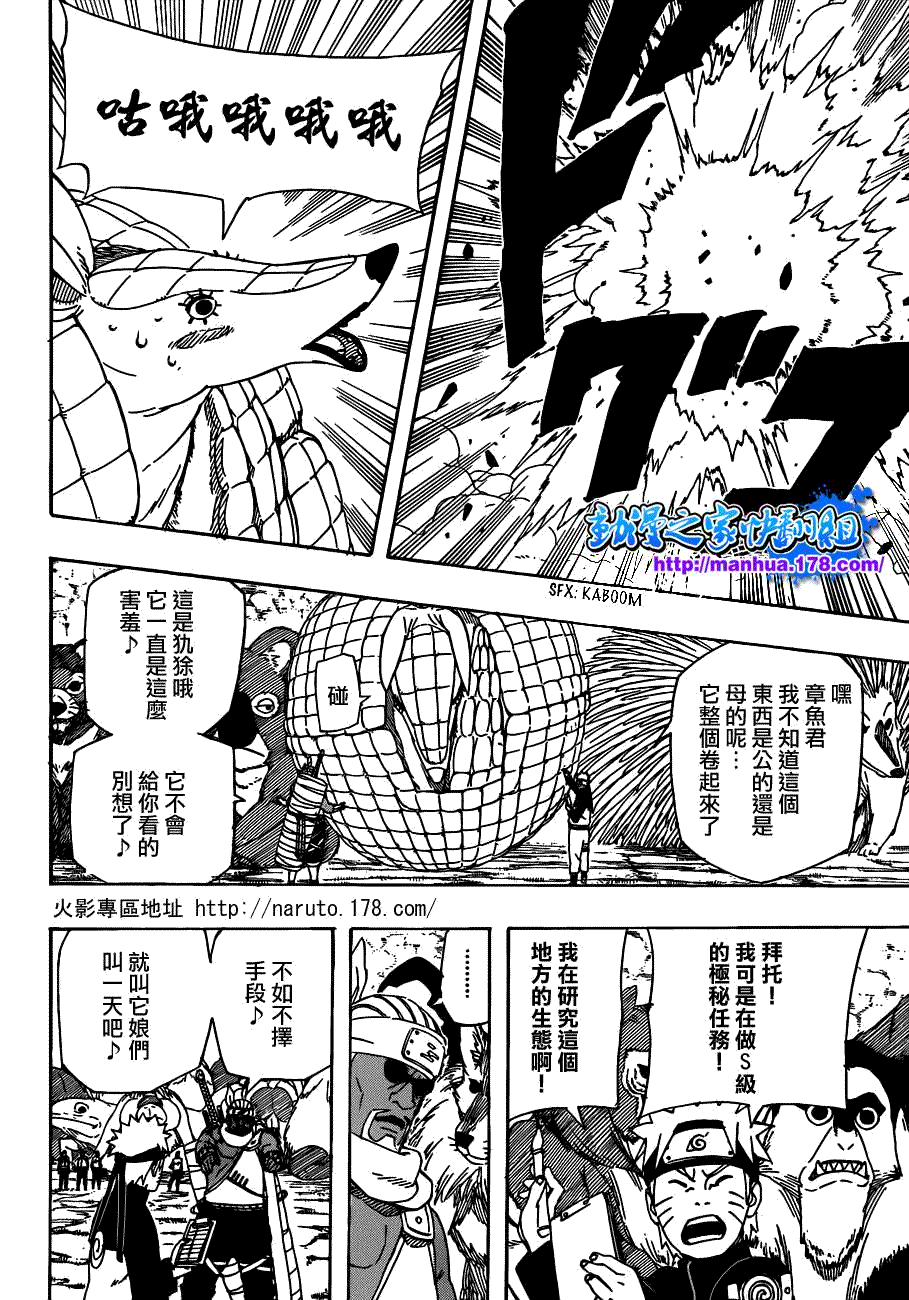 ドドグァ
咕哦哦哦哦
動漫之家快翻組
http://manhua.178.com/
SFX: KABOOM
嘿
章魚君
我不知道這個
東西是公的還是
母的呢…
它整個卷起來了
碰
這是犰狳哦
它一直是這麼
害羞♪
它不會
給你看的
別想了♪
火影專區地址 http://naruto.178.com/
拜托！
我可是在做S級
的極秘任務！
我在研究這個
地方的生態啊！
………
不如不擇
手段♪
就叫它娘們
叫一天吧♪